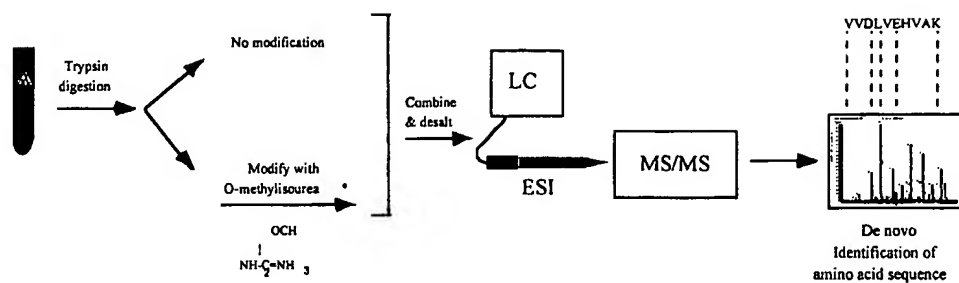 Trypsin
digestion
No modification
Modify with
O-methylisourea
OCH
NH-C=NH 3
2
Combine
& desalt
LC
ESI
MS/MS
VVDLVEHVAK
De novo
Identification of
amino acid sequence